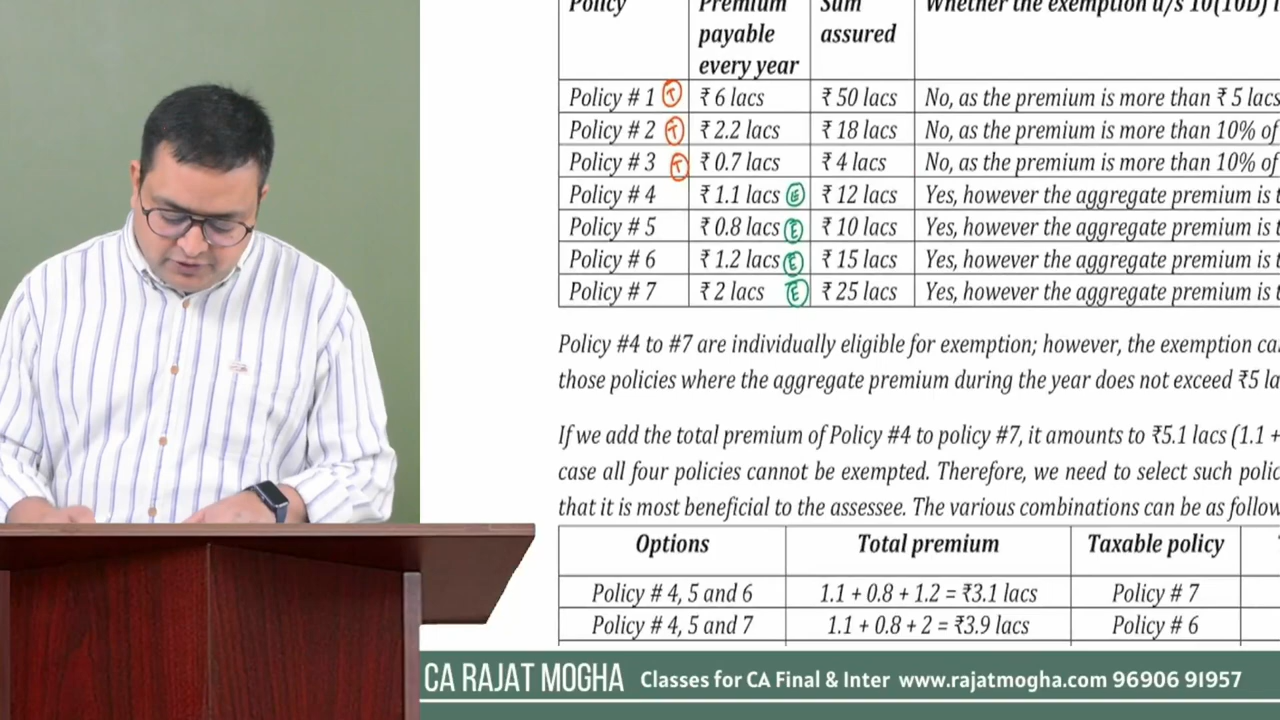 Policy Premium Sum Whether the exemption u/s 10(10D) i
payable assured
every year
Policy # 1 T ₹ 6 lacs ₹ 50 lacs No, as the premium is more than ₹ 5 lacs
Policy # 2 T ₹ 2.2 lacs ₹ 18 lacs No, as the premium is more than 10% of
Policy # 3 T ₹ 0.7 lacs ₹ 4 lacs No, as the premium is more than 10% of
Policy # 4 ₹ 1.1 lacs E ₹ 12 lacs Yes, however the aggregate premium is t
Policy # 5 ₹ 0.8 lacs E ₹ 10 lacs Yes, however the aggregate premium is t
Policy # 6 ₹ 1.2 lacs E ₹ 15 lacs Yes, however the aggregate premium is t
Policy # 7 ₹ 2 lacs E ₹ 25 lacs Yes, however the aggregate premium is t
Policy #4 to #7 are individually eligible for exemption; however, the exemption ca
those policies where the aggregate premium during the year does not exceed ₹5 la
If we add the total premium of Policy #4 to policy #7, it amounts to ₹5.1 lacs (1.1 +
case all four policies cannot be exempted. Therefore, we need to select such polic
that it is most beneficial to the assessee. The various combinations can be as follow
Options Total premium Taxable policy
Policy # 4, 5 and 6 1.1 + 0.8 + 1.2 = ₹3.1 lacs Policy # 7
Policy # 4, 5 and 7 1.1 + 0.8 + 2 = ₹3.9 lacs Policy # 6
CA RAJAT MOGHA Classes for CA Final & Inter www.rajatmogha.com 96906 91957